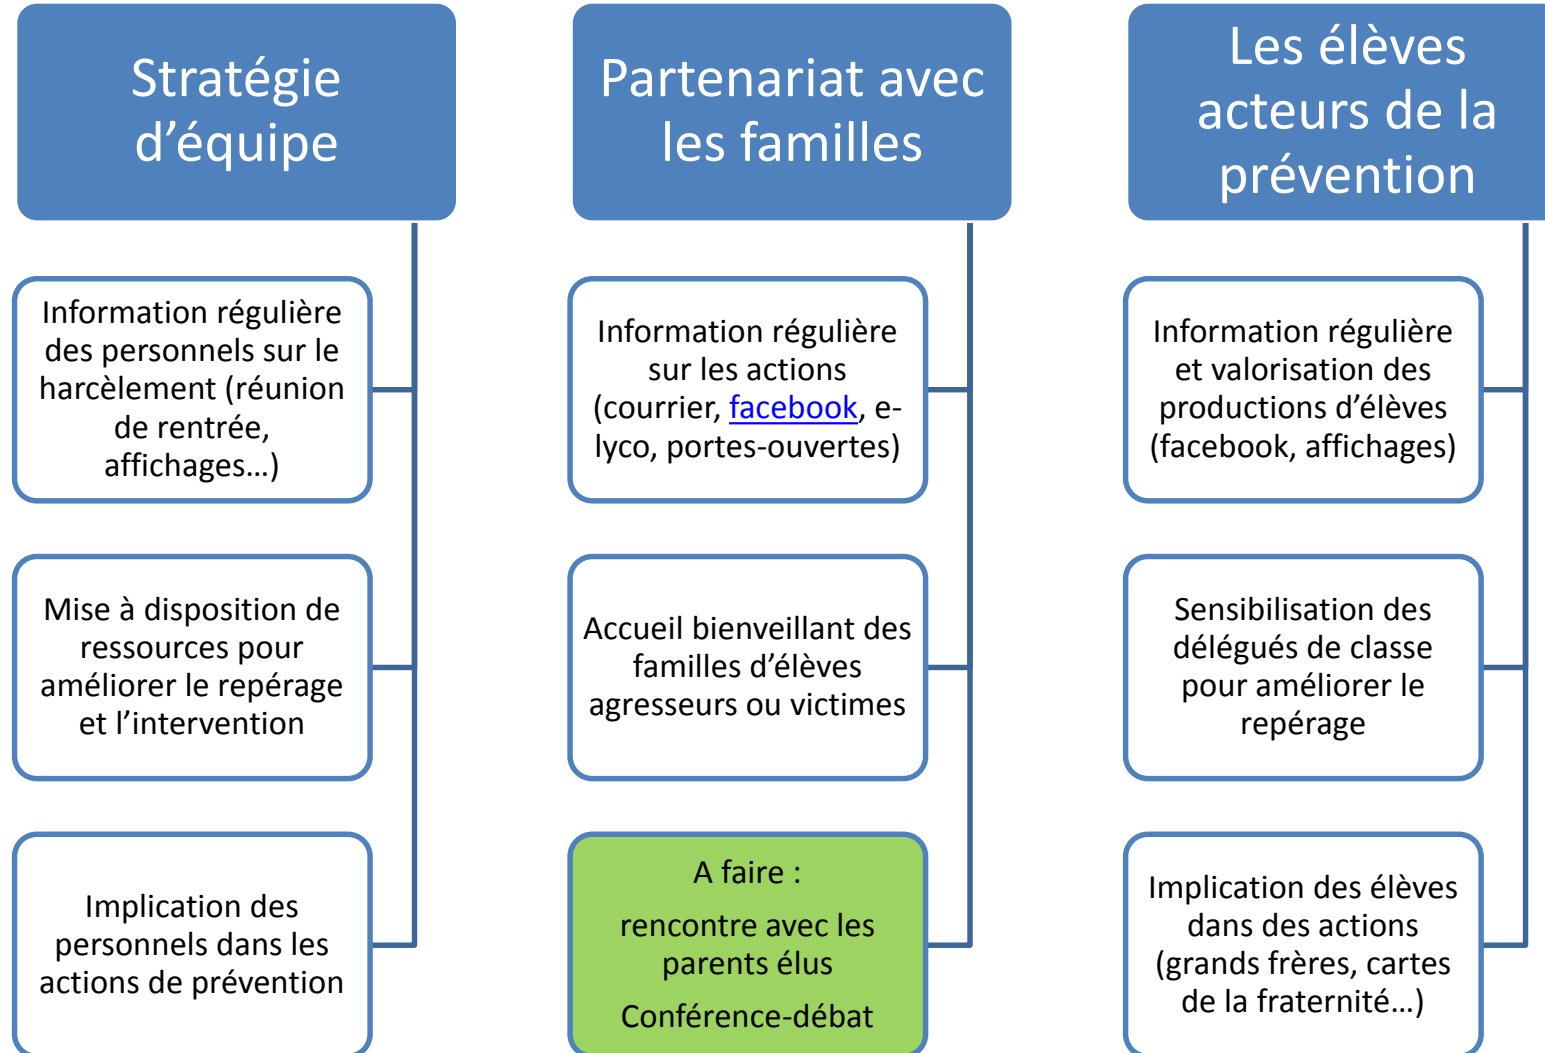 Stratégie
d’équipe
Information régulière
des personnels sur le
harcèlement (réunion
de rentrée,
affichages…)
Mise à disposition de
ressources pour
améliorer le repérage
et l’intervention
Implication des
personnels dans les
actions de prévention
Partenariat avec
les familles
Information régulière
sur les actions
(courrier, facebook, e-
lyco, portes-ouvertes)
Accueil bienveillant des
familles d’élèves
agresseurs ou victimes
A faire :
rencontre avec les
parents élus
Conférence-débat
Les élèves
acteurs de la
prévention
Information régulière
et valorisation des
productions d’élèves
(facebook, affichages)
Sensibilisation des
délégués de classe
pour améliorer le
repérage
Implication des élèves
dans des actions
(grands frères, cartes
de la fraternité…)